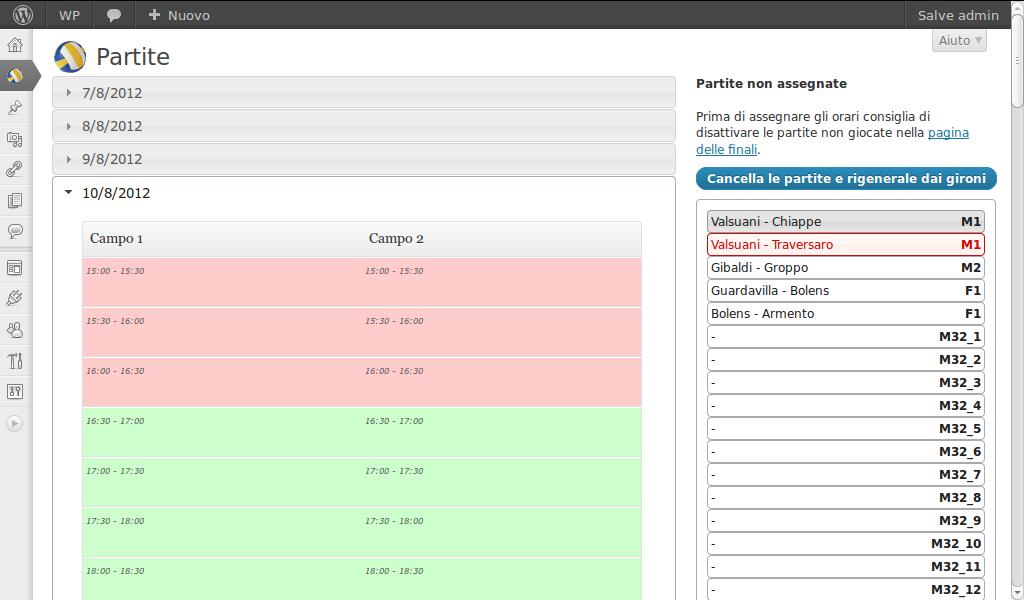 WP
Nuovo
Salve admin
Aiuto
Partite
7/8/2012
8/8/2012
9/8/2012
10/8/2012
Campo 1 Campo 2
15:00 - 15:30 15:00 - 15:30
15:30 - 16:00 15:30 - 16:00
16:00 - 16:30 16:00 - 16:30
16:30 - 17:00 16:30 - 17:00
17:00 - 17:30 17:00 - 17:30
17:30 - 18:00 17:30 - 18:00
18:00 - 18:30 18:00 - 18:30
Partite non assegnate
Prima di assegnare gli orari consiglia di
disattivare le partite non giocate nella pagina
delle finali.
Cancella le partite e rigenerale dai gironi
Valsuani - Chiappe M1
Valsuani - Traversaro M1
Gibaldi - Groppo M2
Guardavilla - Bolens F1
Bolens - Armento F1
- M32_1
- M32_2
- M32_3
- M32_4
- M32_5
- M32_6
- M32_7
- M32_8
- M32_9
- M32_10
- M32_11
- M32_12